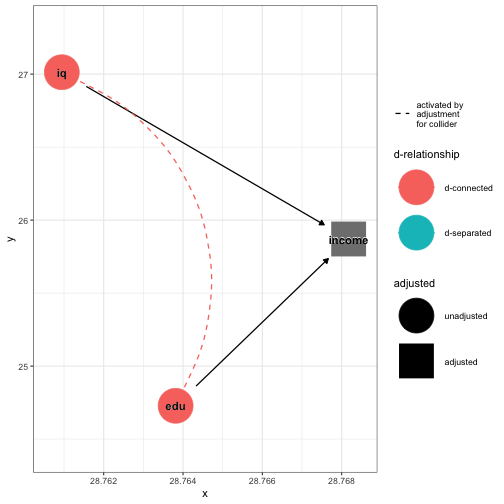 iq
income
edu
27
26
25
y
28.762
28.764
28.766
28.768
x
activated by
adjustment
for collider
d-relationship
d-connected
d-separated
adjusted
unadjusted
adjusted